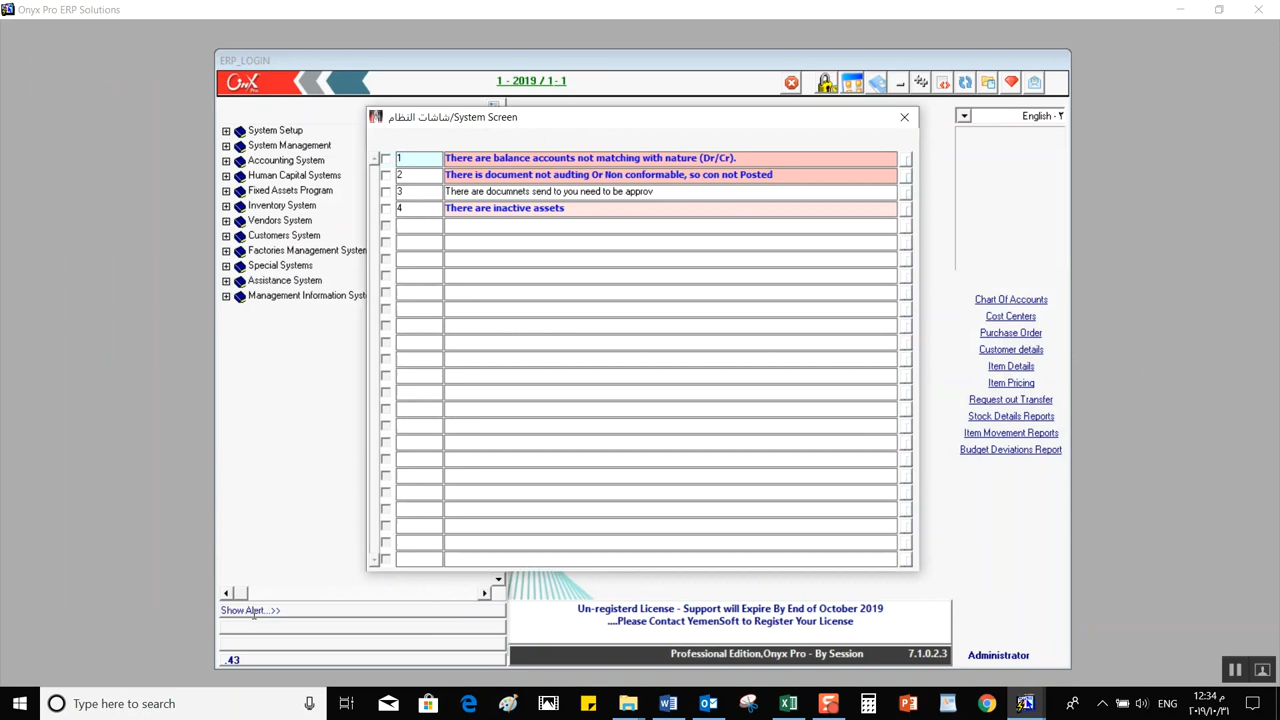 Onyx Pro ERP Solutions
ERP_LOGIN
OnyX
Pro
1 - 2019 / 1 - 1
شاشات النظام/System Screen
English - ٢
System Setup
System Management
Accounting System
Human Capital Systems
Fixed Assets Program
Inventory System
Vendors System
Customers System
Factories Management System
Special Systems
Assistance System
Management Information Syst
1 There are balance accounts not matching with nature (Dr/Cr).
2 There is document not audting Or Non conformable, so con not Posted
3 There are documnets send to you need to be approv
4 There are inactive assets
Chart Of Accounts
Cost Centers
Purchase Order
Customer details
Item Details
Item Pricing
Request out Transfer
Stock Details Reports
Item Movement Reports
Budget Deviations Report
Show Alert...>>
.43
Un-registerd License - Support will Expire By End of October 2019
....Please Contact YemenSoft to Register Your License
Professional Edition,Onyx Pro - By Session 7.1.0.2.3
Administrator
Type here to search
ENG
12:34 م
٢٠١٩/١٠/٣١